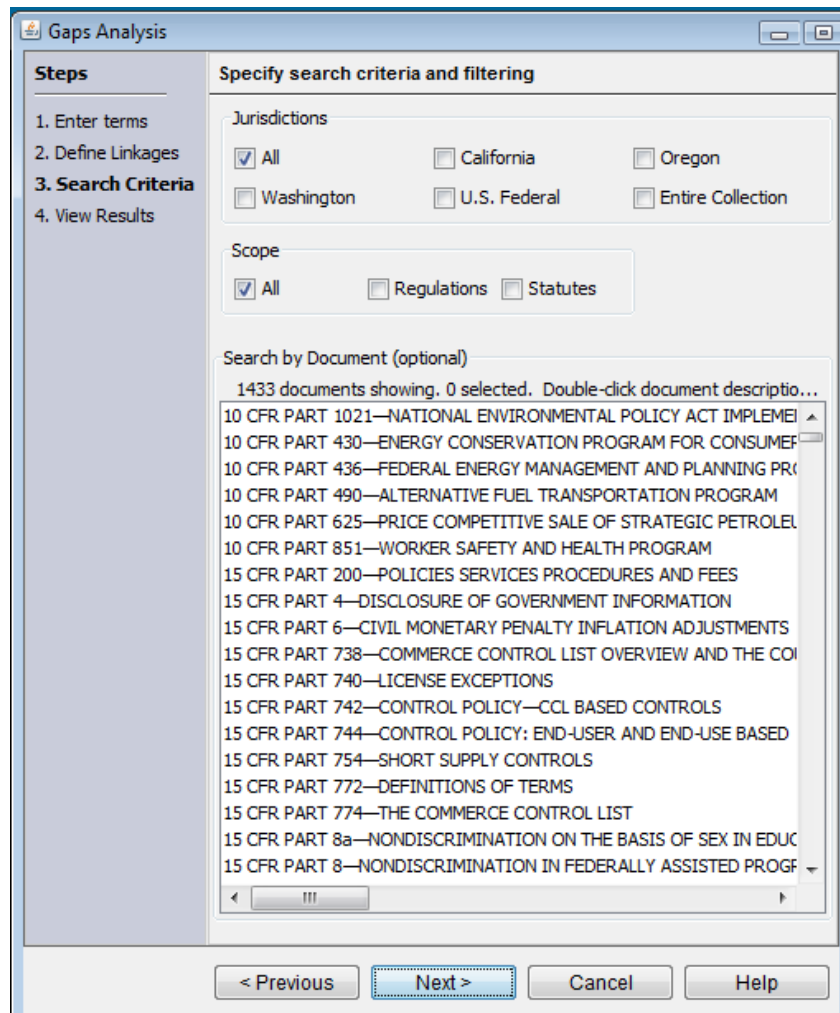 Gaps Analysis
Steps
1. Enter terms
2. Define Linkages
3. Search Criteria
4. View Results
Specify search criteria and filtering
Jurisdictions
All California Oregon
Washington U.S. Federal Entire Collection
Scope
All Regulations Statutes
Search by Document (optional)
1433 documents showing. 0 selected. Double-click document descriptio...
10 CFR PART 1021—NATIONAL ENVIRONMENTAL POLICY ACT IMPLEME
10 CFR PART 430—ENERGY CONSERVATION PROGRAM FOR CONSUMER
10 CFR PART 436—FEDERAL ENERGY MANAGEMENT AND PLANNING PRO
10 CFR PART 490—ALTERNATIVE FUEL TRANSPORTATION PROGRAM
10 CFR PART 625—PRICE COMPETITIVE SALE OF STRATEGIC PETROLEU
10 CFR PART 851—WORKER SAFETY AND HEALTH PROGRAM
15 CFR PART 200—POLICIES SERVICES PROCEDURES AND FEES
15 CFR PART 4—DISCLOSURE OF GOVERNMENT INFORMATION
15 CFR PART 6—CIVIL MONETARY PENALTY INFLATION ADJUSTMENTS
15 CFR PART 738—COMMERCE CONTROL LIST OVERVIEW AND THE COU
15 CFR PART 740—LICENSE EXCEPTIONS
15 CFR PART 742—CONTROL POLICY—CCL BASED CONTROLS
15 CFR PART 744—CONTROL POLICY: END-USER AND END-USE BASED
15 CFR PART 754—SHORT SUPPLY CONTROLS
15 CFR PART 772—DEFINITIONS OF TERMS
15 CFR PART 774—THE COMMERCE CONTROL LIST
15 CFR PART 8a—NONDISCRIMINATION ON THE BASIS OF SEX IN EDUC
15 CFR PART 8—NONDISCRIMINATION IN FEDERALLY ASSISTED PROGR
< Previous Next > Cancel Help